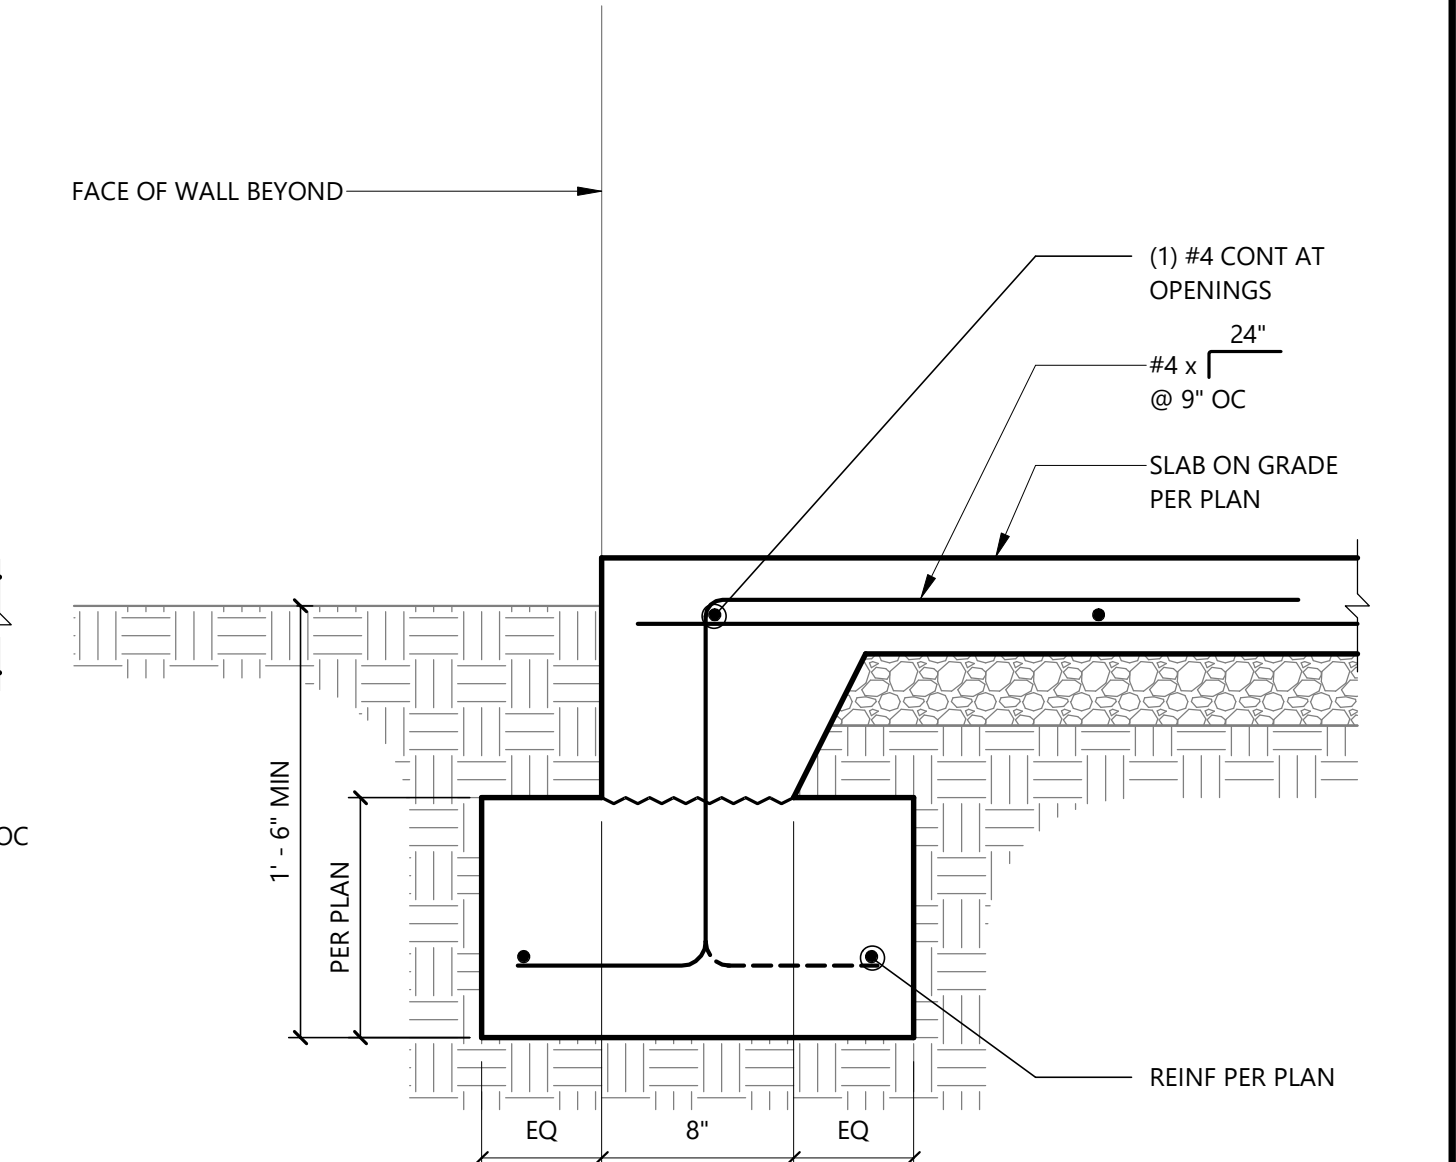 FACE OF WALL BEYOND
(1) #4 CONT AT
OPENINGS
24"
#4 x
@ 9" OC
SLAB ON GRADE
PER PLAN
1' - 6" MIN
PER PLAN
OC
REINF PER PLAN
EQ
8"
EQ